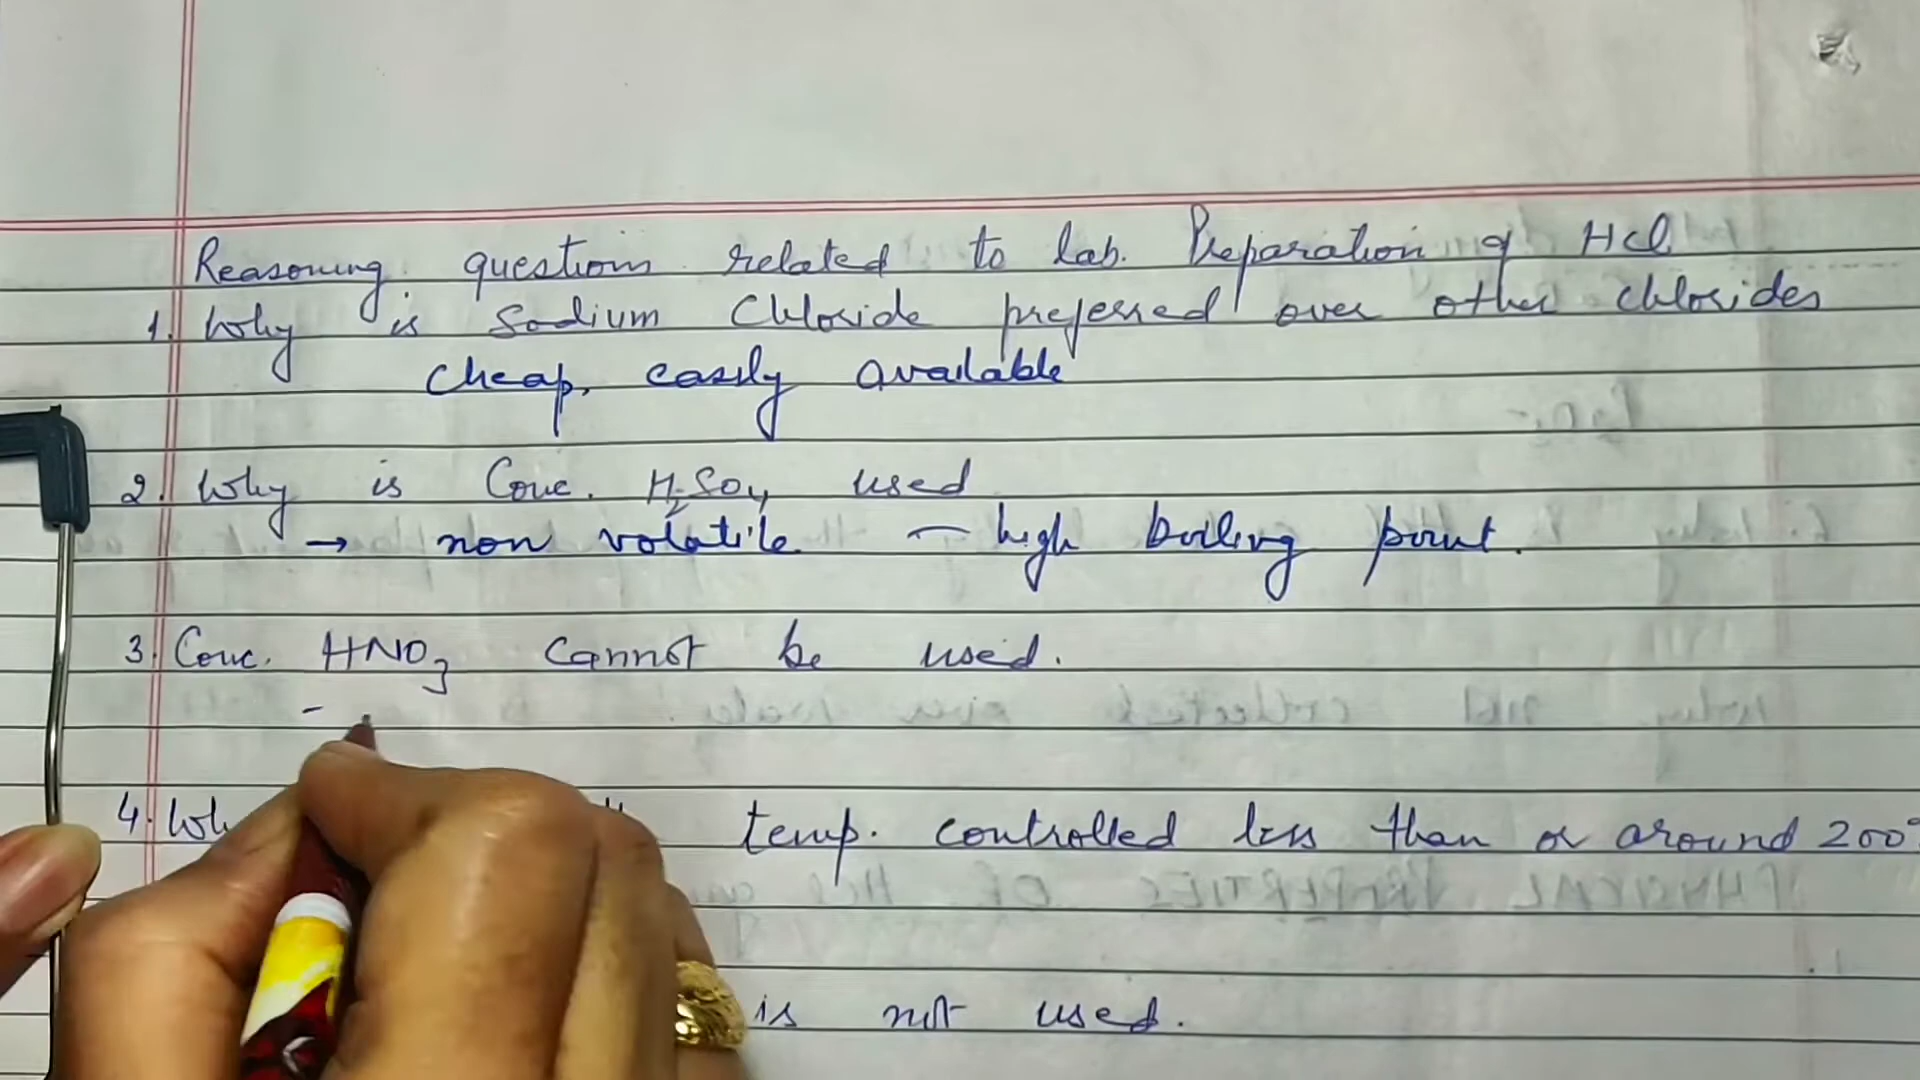 Reasoning questions related to lab. Preparation of HCl
1. Why is Sodium Chloride preferred over other chlorides
Cheap, easily available
2. Why is Conc. H₂SO₄ used
→ non volatile – high boiling point.
3. Conc. HNO₃ cannot be used.
-
4. temp. controlled less than or around 200°
is not used.